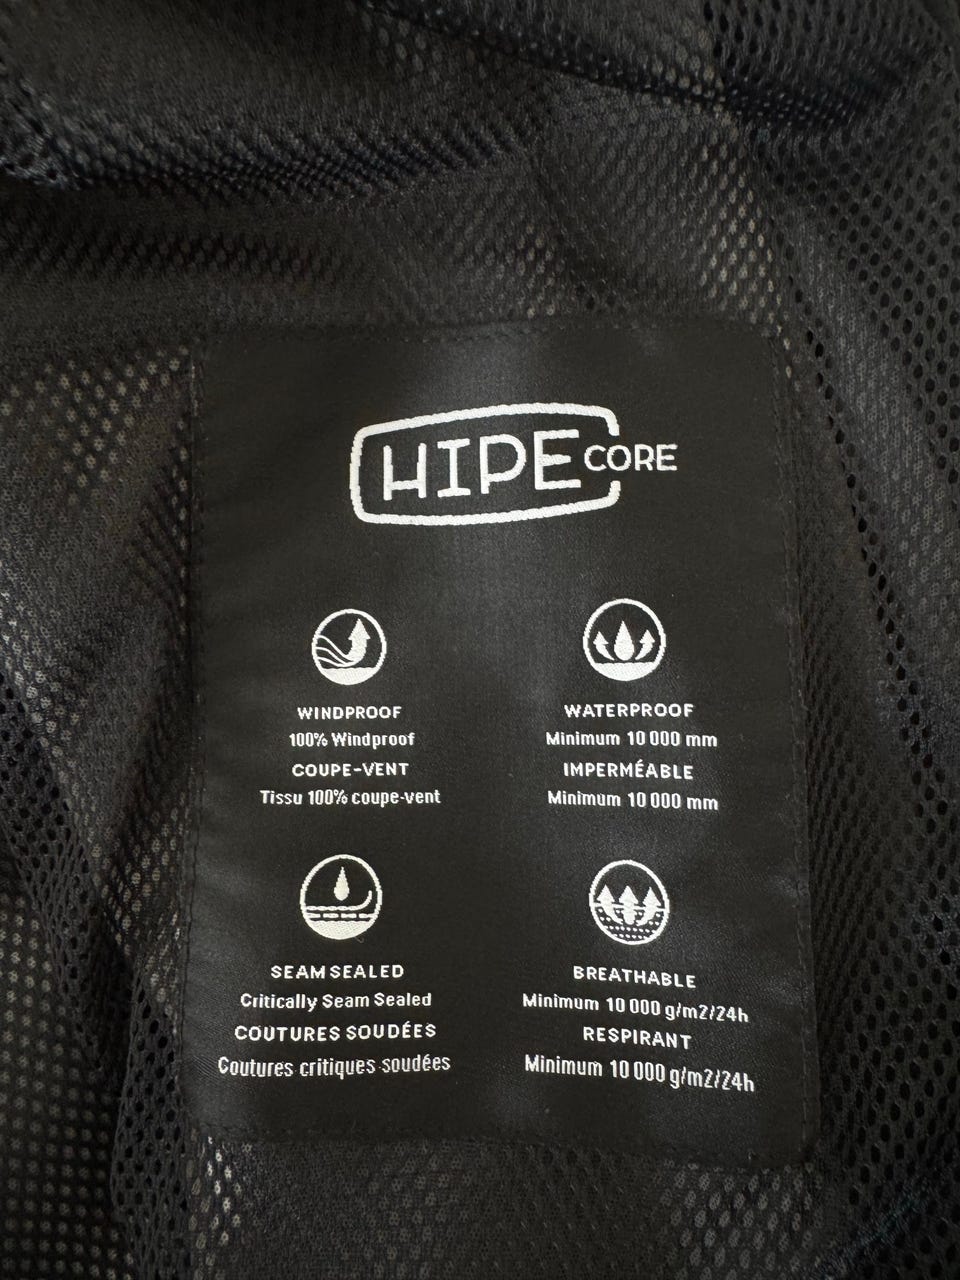 HIPE CORE
WINDPROOF
100% Windproof
COUPE-VENT
Tissu 100% coupe-vent
WATERPROOF
Minimum 10 000 mm
IMPERMÉABLE
Minimum 10 000 mm
SEAM SEALED
Critically Seam Sealed
COUTURES SOUDÉES
Coutures critiques soudées
BREATHABLE
Minimum 10 000 g/m2/24h
RESPIRANT
Minimum 10 000 g/m2/24h